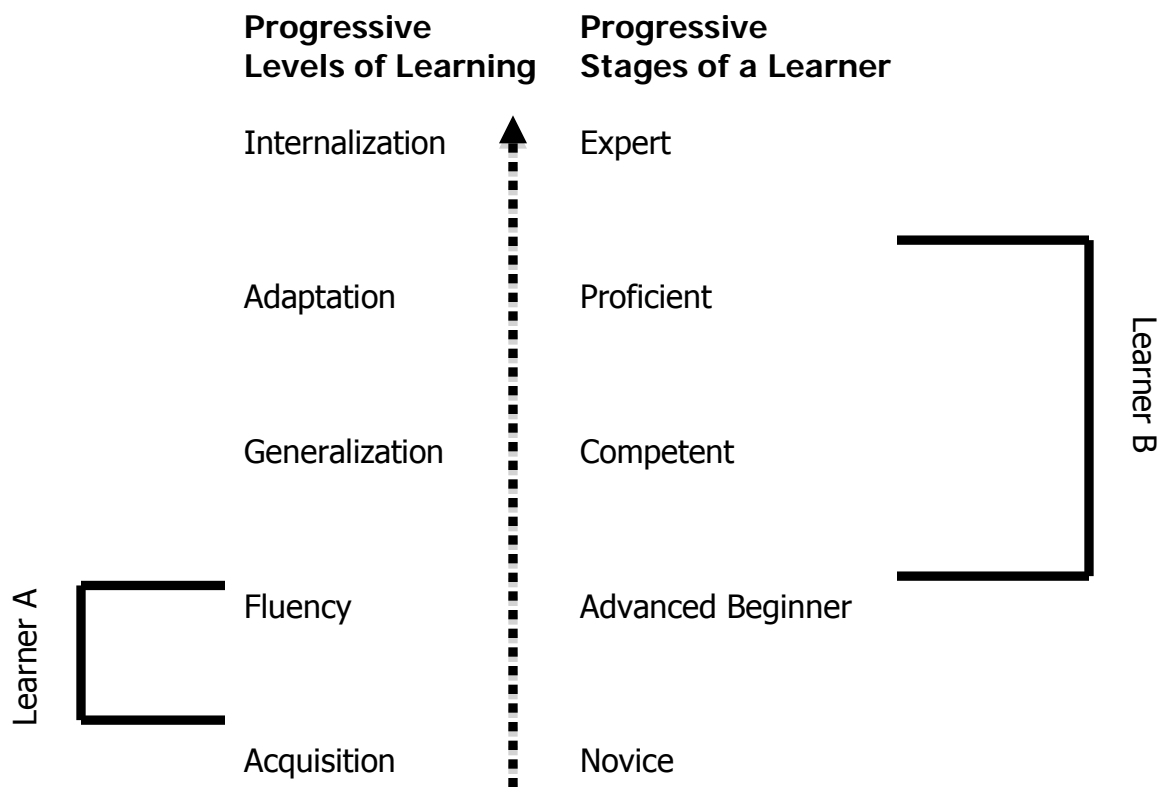 Progressive
Levels of Learning
Progressive
Stages of a Learner
Internalization
Expert
Adaptation
Proficient
Generalization
Competent
Fluency
Advanced Beginner
Acquisition
Novice
Learner A
Learner B